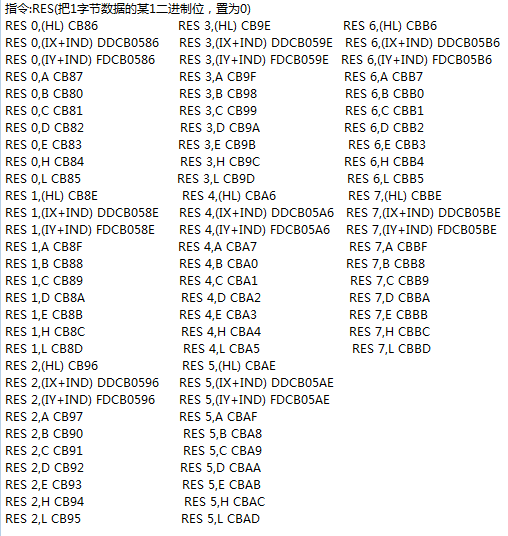 指令:RES(把1字节数据的某1二进制位，置为0)
RES 0,(HL) CB86 RES 3,(HL) CB9E RES 6,(HL) CBB6
RES 0,(IX+IND) DDCB0586 RES 3,(IX+IND) DDCB059E RES 6,(IX+IND) DDCB05B6
RES 0,(IY+IND) FDCB0586 RES 3,(IY+IND) FDCB059E RES 6,(IY+IND) FDCB05B6
RES 0,A CB87 RES 3,A CB9F RES 6,A CBB7
RES 0,B CB80 RES 3,B CB98 RES 6,B CBB0
RES 0,C CB81 RES 3,C CB99 RES 6,C CBB1
RES 0,D CB82 RES 3,D CB9A RES 6,D CBB2
RES 0,E CB83 RES 3,E CB9B RES 6,E CBB3
RES 0,H CB84 RES 3,H CB9C RES 6,H CBB4
RES 0,L CB85 RES 3,L CB9D RES 6,L CBB5
RES 1,(HL) CB8E RES 4,(HL) CBA6 RES 7,(HL) CBBE
RES 1,(IX+IND) DDCB058E RES 4,(IX+IND) DDCB05A6 RES 7,(IX+IND) DDCB05BE
RES 1,(IY+IND) FDCB058E RES 4,(IY+IND) FDCB05A6 RES 7,(IY+IND) FDCB05BE
RES 1,A CB8F RES 4,A CBA7 RES 7,A CBBF
RES 1,B CB88 RES 4,B CBA0 RES 7,B CBB8
RES 1,C CB89 RES 4,C CBA1 RES 7,C CBB9
RES 1,D CB8A RES 4,D CBA2 RES 7,D CBBA
RES 1,E CB8B RES 4,E CBA3 RES 7,E CBBB
RES 1,H CB8C RES 4,H CBA4 RES 7,H CBBC
RES 1,L CB8D RES 4,L CBA5 RES 7,L CBBD
RES 2,(HL) CB96 RES 5,(HL) CBAE
RES 2,(IX+IND) DDCB0596 RES 5,(IX+IND) DDCB05AE
RES 2,(IY+IND) FDCB0596 RES 5,(IY+IND) FDCB05AE
RES 2,A CB97 RES 5,A CBAF
RES 2,B CB90 RES 5,B CBA8
RES 2,C CB91 RES 5,C CBA9
RES 2,D CB92 RES 5,D CBAA
RES 2,E CB93 RES 5,E CBAB
RES 2,H CB94 RES 5,H CBAC
RES 2,L CB95 RES 5,L CBAD